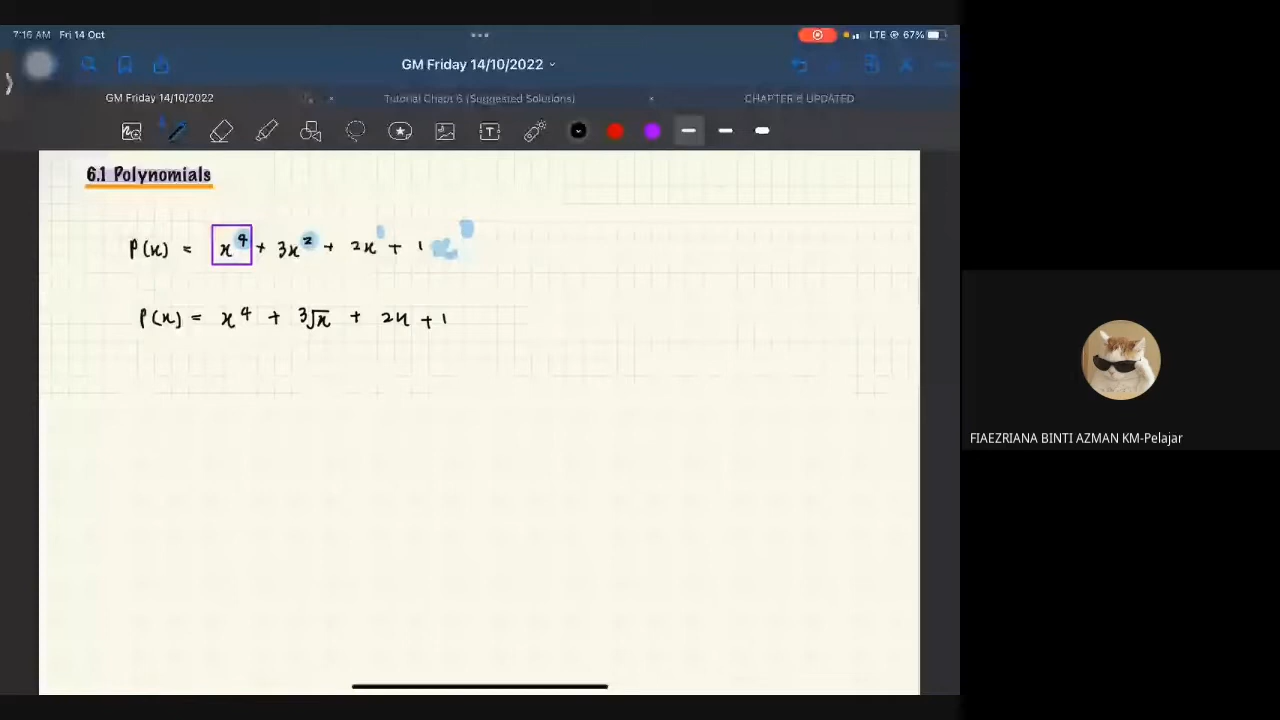 7:16 AM Fri 14 Oct
LTE 67%
GM Friday 14/10/2022
GM Friday 14/10/2022
Tutorial Chapt 6 (Suggested Solutions)
CHAPTER 6 UPDATED
6.1 Polynomials
P(x) = x⁴ + 3x² + 2x + 1
P(x) = x⁴ + ³√x + 2x + 1
FIAEZRIANA BINTI AZMAN KM-Pelajar